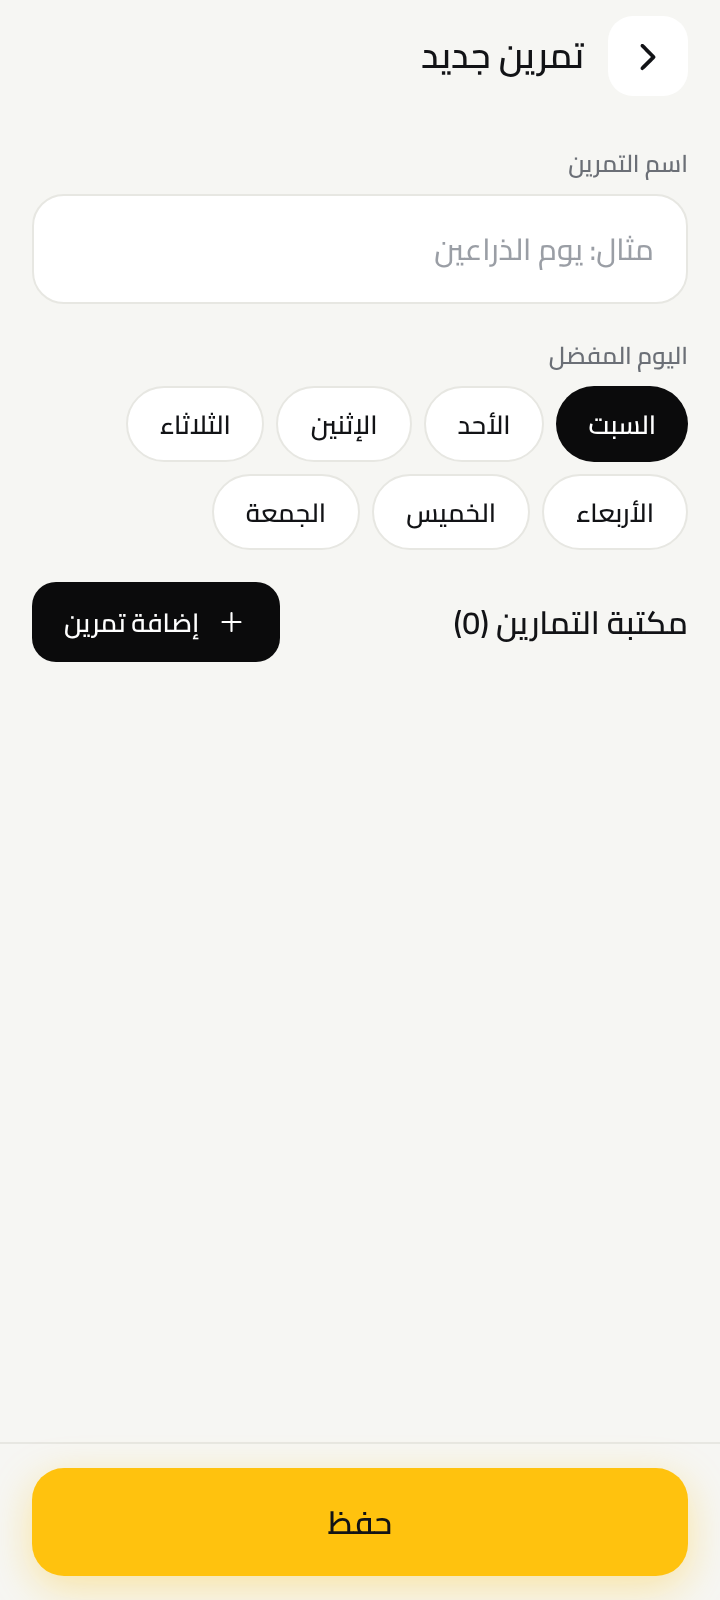 تمرين جديد
اسم التمرين
مثال: يوم الذراعين
اليوم المفضل
السبت
الأحد
الإثنين
الثلاثاء
الأربعاء
الخميس
الجمعة
مكتبة التمارين (0)
إضافة تمرين
حفظ